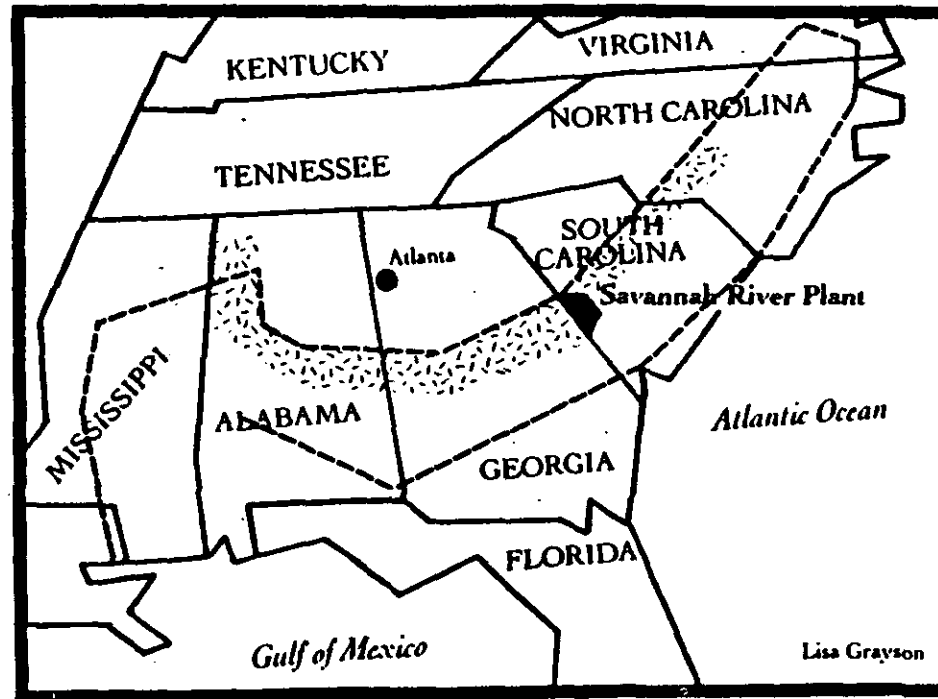 KENTUCKY
VIRGINIA
NORTH CAROLINA
TENNESSEE
Atlanta
SOUTH
CAROLINA
Savannah River Plant
MISSISSIPPI
ALABAMA
Atlantic Ocean
GEORGIA
FLORIDA
Gulf of Mexico
Lisa Grayson